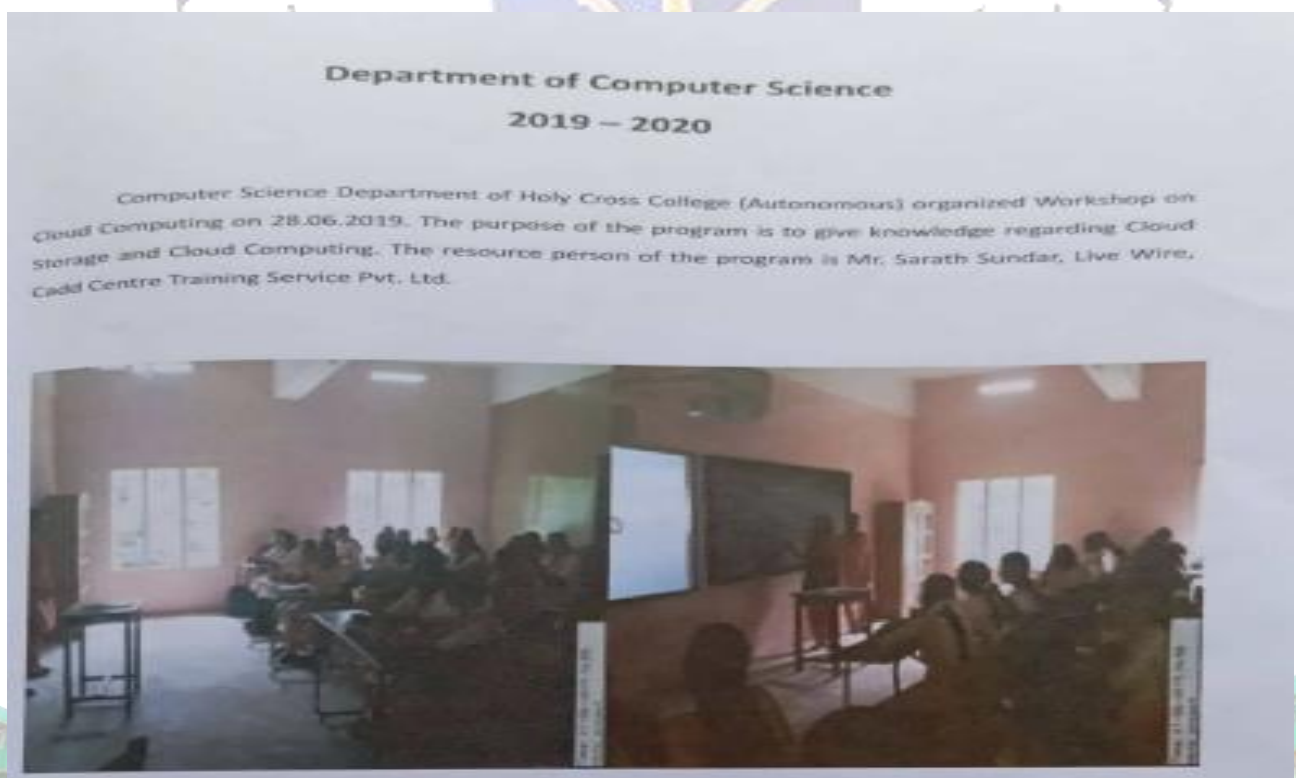 Department of Computer Science
2019 – 2020
Computer Science Department of Holy Cross College (Autonomous) organized Workshop on
Cloud Computing on 28.06.2019. The purpose of the program is to give knowledge regarding Cloud
Storage and Cloud Computing. The resource person of the program is Mr. Sarath Sundar, Live Wire,
Cadd Centre Training Service Pvt. Ltd.